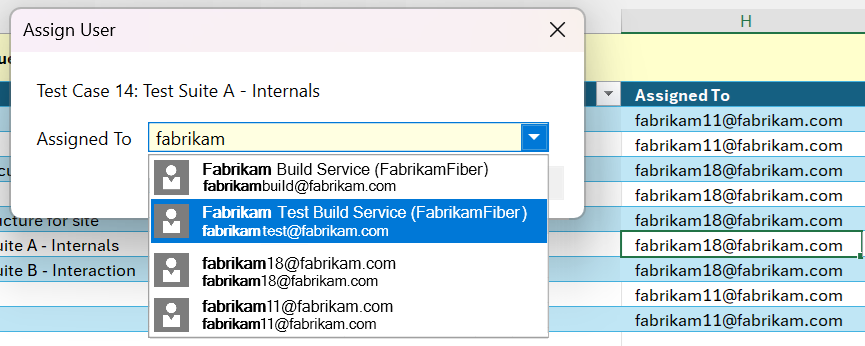 Assign User
H
ue
Test Case 14: Test Suite A - Internals
Assigned To
fabrikam
Fabrikam Build Service (FabrikamFiber)
fabrikambuild@fabrikam.com
Fabrikam Test Build Service (FabrikamFiber)
fabrikamtest@fabrikam.com
fabrikam18@fabrikam.com
fabrikam18@fabrikam.com
fabrikam11@fabrikam.com
fabrikam11@fabrikam.com
cu
cture for site
uite A - Internals
uite B - Interaction
Assigned To
fabrikam11@fabrikam.com
fabrikam11@fabrikam.com
fabrikam18@fabrikam.com
fabrikam18@fabrikam.com
fabrikam18@fabrikam.com
fabrikam18@fabrikam.com
fabrikam18@fabrikam.com
fabrikam11@fabrikam.com
fabrikam11@fabrikam.com